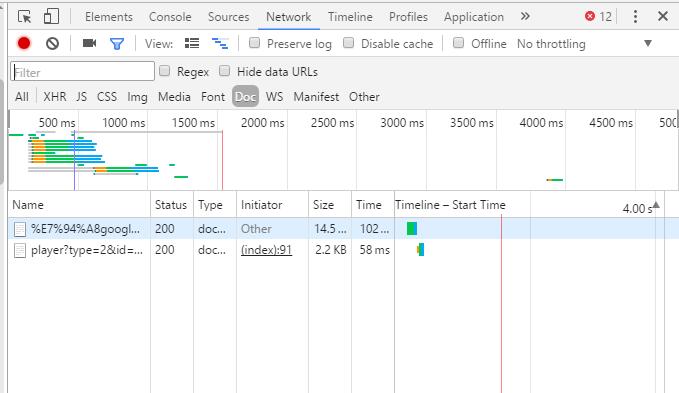 Elements Console Sources Network Timeline Profiles Application » 12
View: Preserve log Disable cache Offline No throttling
Filter Regex Hide data URLs
All XHR JS CSS Img Media Font Doc WS Manifest Other
500 ms 1000 ms 1500 ms 2000 ms 2500 ms 3000 ms 3500 ms 4000 ms 4500 ms 500
Name Status Type Initiator Size Time Timeline – Start Time 4.00 s
%E7%94%A8googl... 200 doc... Other 14.5 ... 102 ...
player?type=2&id=... 200 doc... (index):91 2.2 KB 58 ms